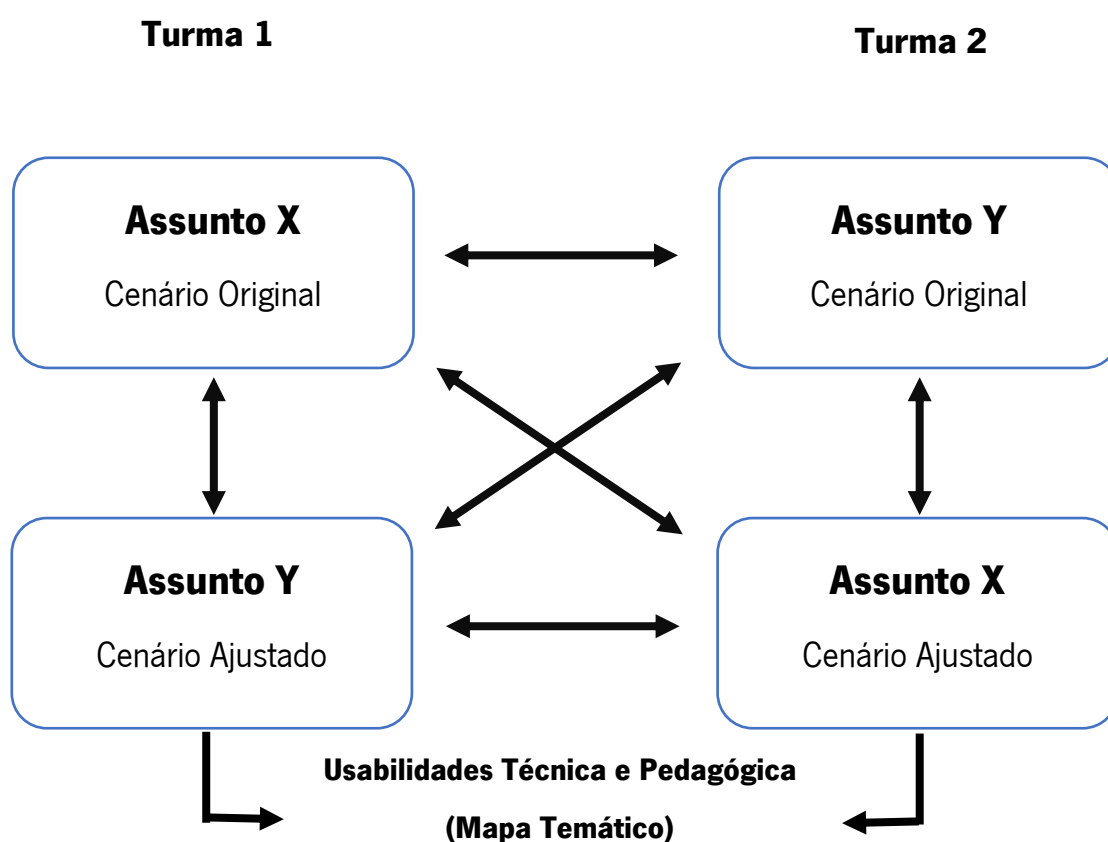 Turma 1
Turma 2
Assunto X
Cenário Original
Assunto Y
Cenário Original
Assunto Y
Cenário Ajustado
Assunto X
Cenário Ajustado
Usabilidades Técnica e Pedagógica
(Mapa Temático)